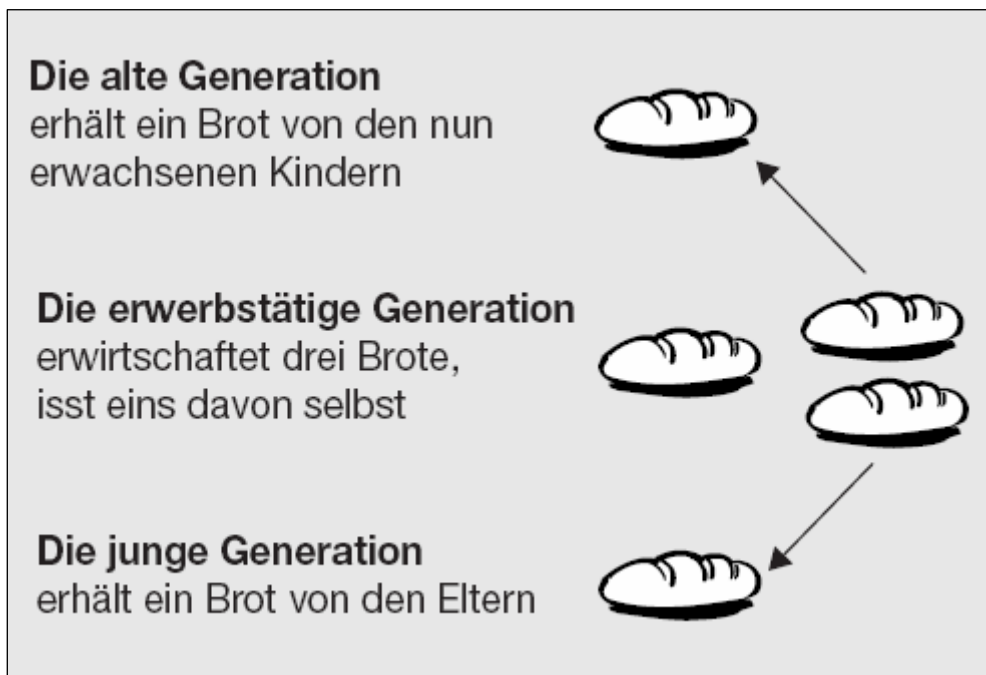 Die alte Generation
erhält ein Brot von den nun
erwachsenen Kindern
Die erwerbstätige Generation
erwirtschaftet drei Brote,
isst eins davon selbst
Die junge Generation
erhält ein Brot von den Eltern